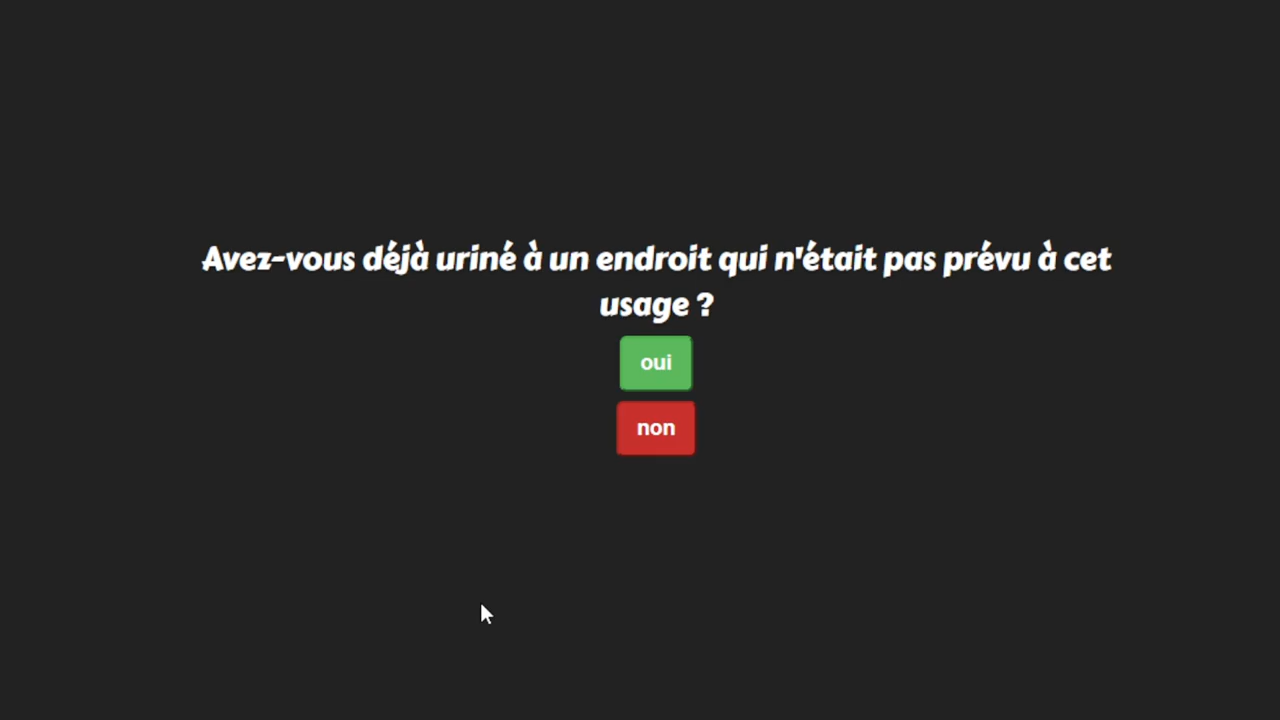 Avez-vous déjà uriné à un endroit qui n'était pas prévu à cet
usage ?
oui
non